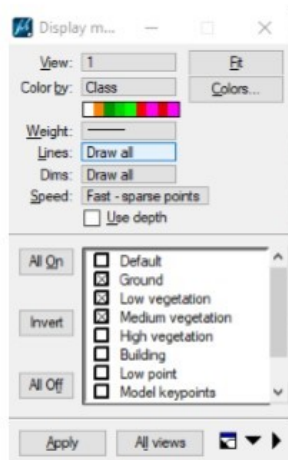 Display m...
View: 1 Fit
Color by: Class Colors...
Weight:
Lines: Draw all
Dims: Draw all
Speed: Fast - sparse points
Use depth
All On
Default
Ground
Low vegetation
Medium vegetation
Invert
High vegetation
Building
Low point
All Off
Model keypoints
Apply All views